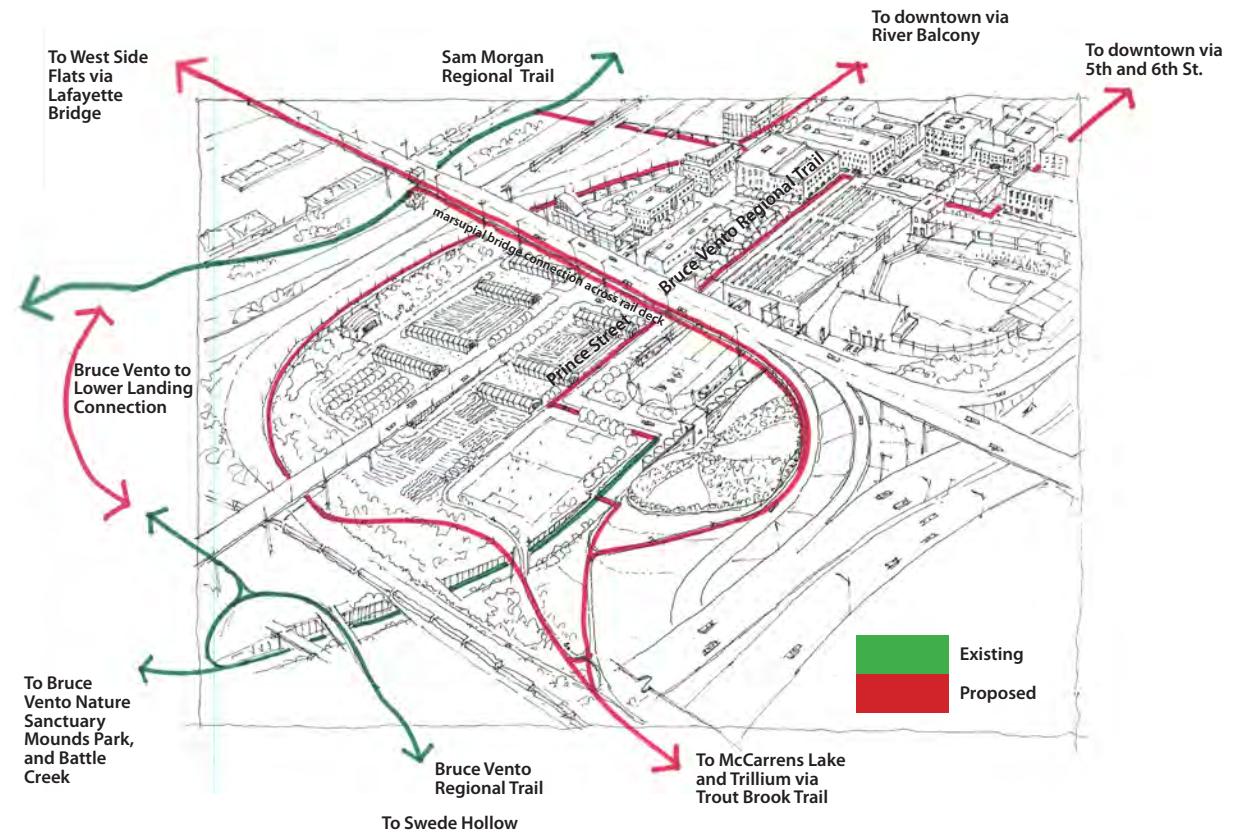 To downtown via
River Balcony
To West Side
Flats via
Lafayette
Bridge
Sam Morgan
Regional Trail
To downtown via
5th and 6th St.
Bruce Vento Regional Trail
marsupial bridge connection across rail deck
Prince Street
Bruce Vento to
Lower Landing
Connection
Existing
Proposed
To Bruce
Vento Nature
Sanctuary
Mounds Park,
and Battle
Creek
Bruce Vento
Regional Trail
To McCarrens Lake
and Trillium via
Trout Brook Trail
To Swede Hollow